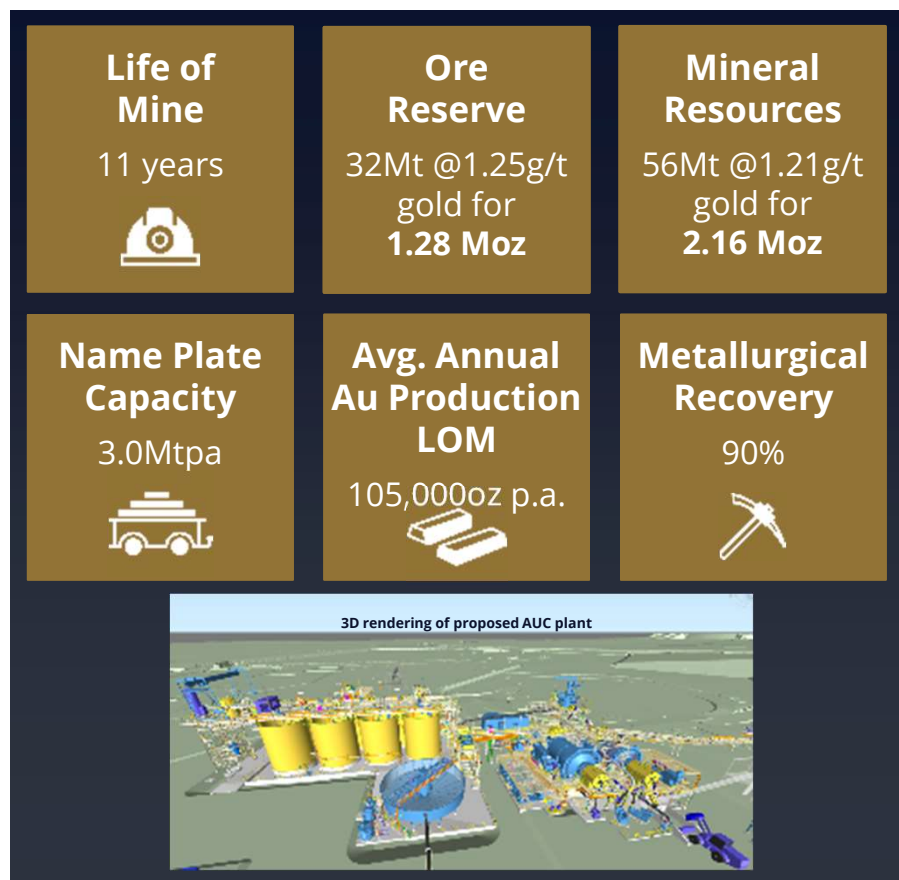 Life of
Mine
11 years
Ore
Reserve
32Mt @1.25g/t
gold for
1.28 Moz
Mineral
Resources
56Mt @1.21g/t
gold for
2.16 Moz
Name Plate
Capacity
3.0Mtpa
Avg. Annual
Au Production
LOM
105,000oz p.a.
Metallurgical
Recovery
90%
3D rendering of proposed AUC plant